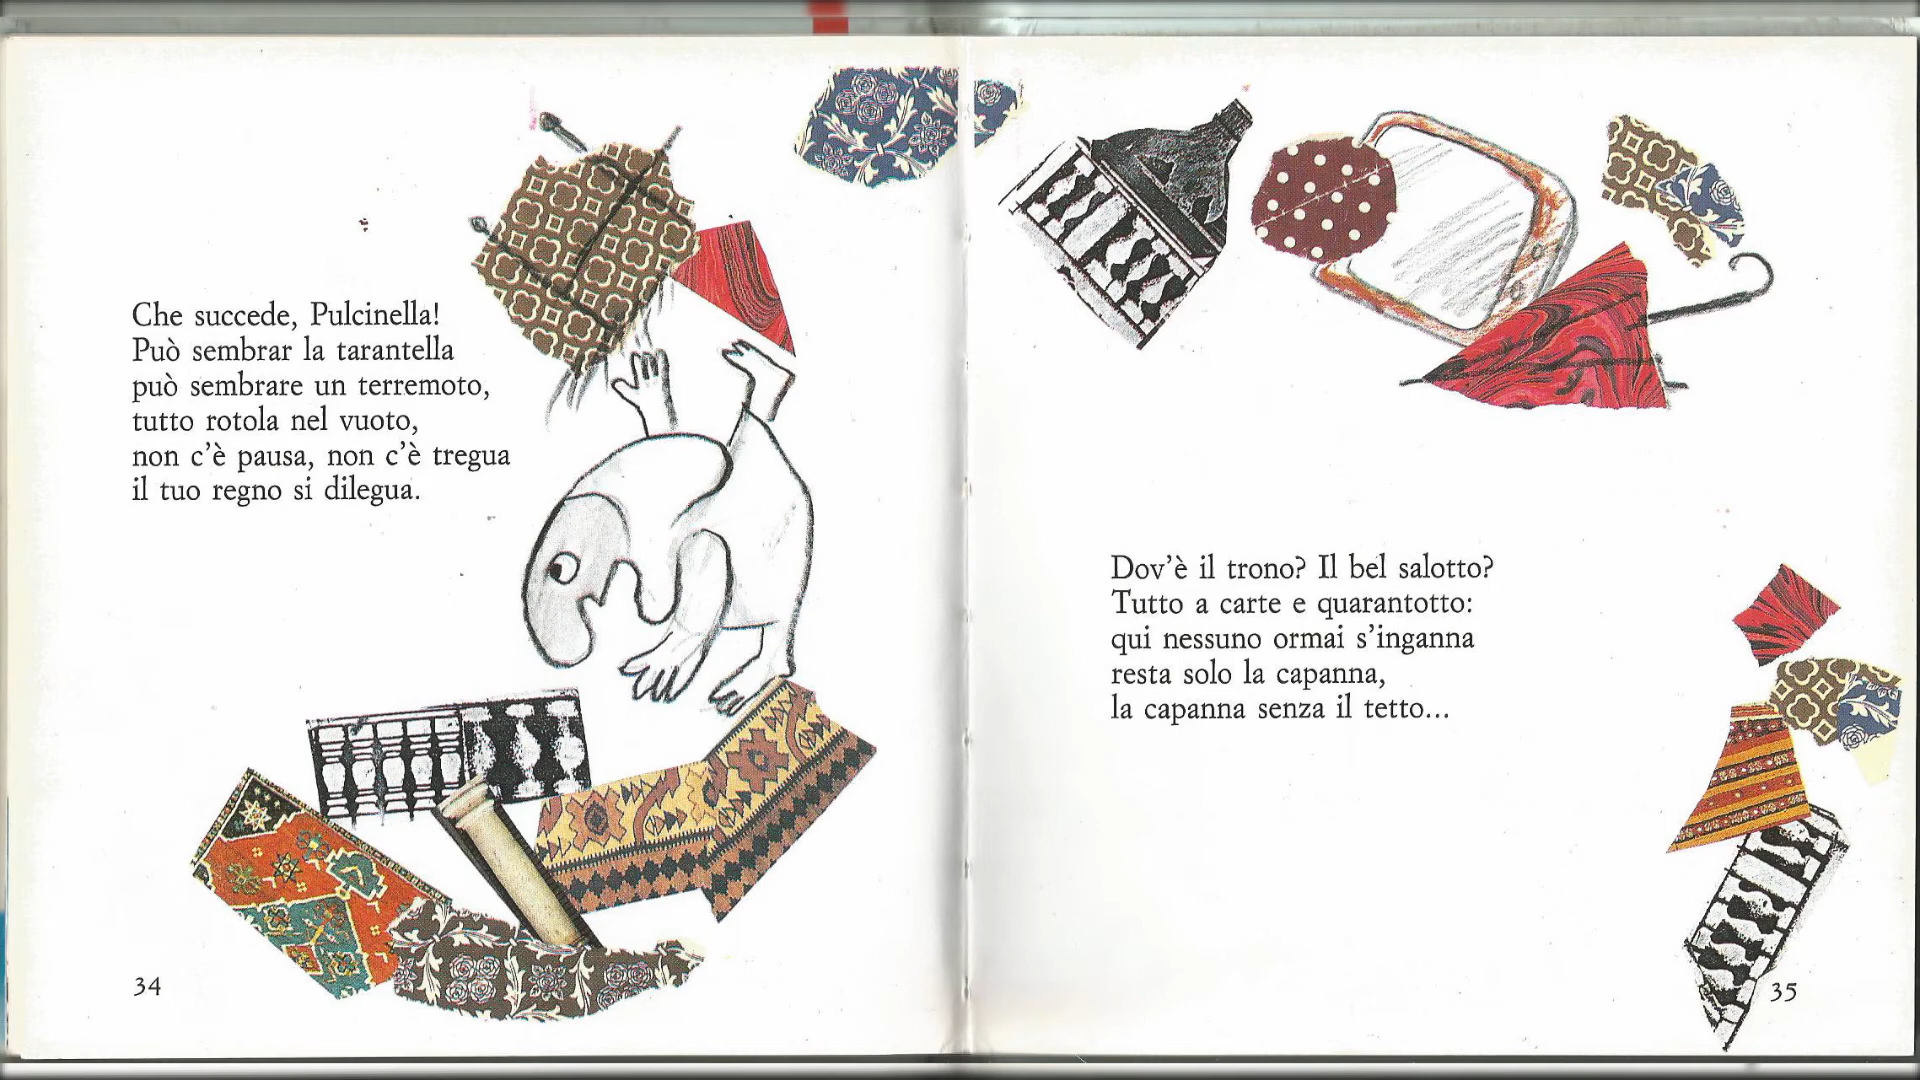 Che succede, Pulcinella!
Può sembrar la tarantella
può sembrare un terremoto,
tutto rotola nel vuoto,
non c'è pausa, non c'è tregua
il tuo regno si dilegua.
34
Dov'è il trono? Il bel salotto?
Tutto a carte e quarantotto:
qui nessuno ormai s'inganna
resta solo la capanna,
la capanna senza il tetto...
35